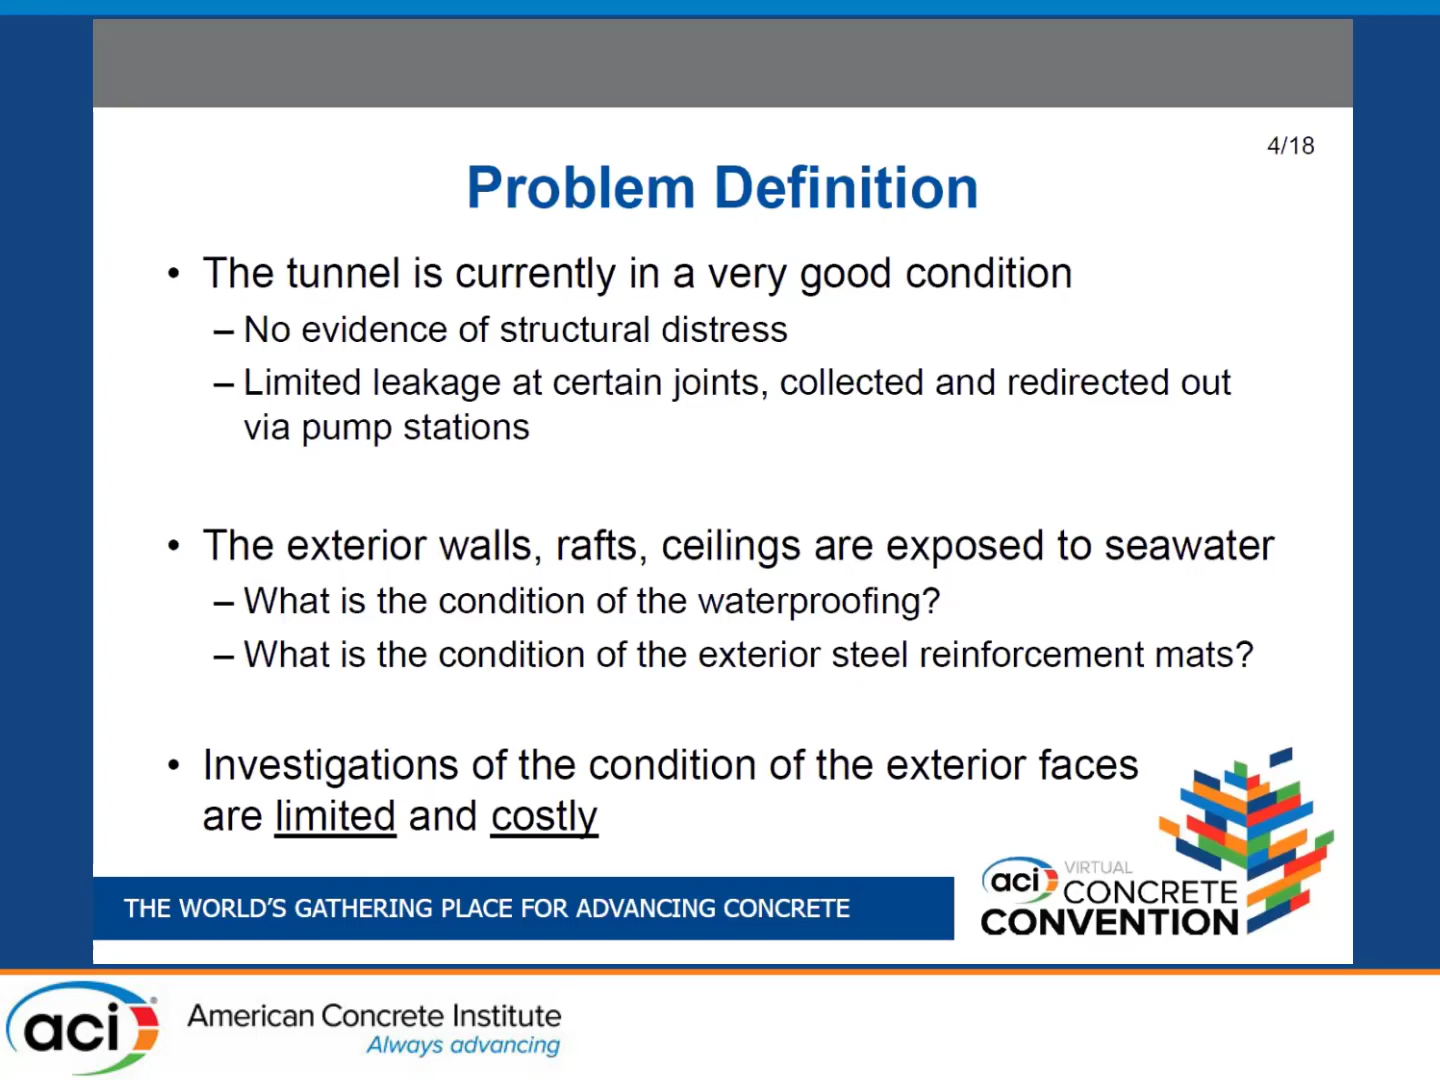 4/18
Problem Definition
• The tunnel is currently in a very good condition
– No evidence of structural distress
– Limited leakage at certain joints, collected and redirected out
via pump stations
• The exterior walls, rafts, ceilings are exposed to seawater
– What is the condition of the waterproofing?
– What is the condition of the exterior steel reinforcement mats?
• Investigations of the condition of the exterior faces
are limited and costly
THE WORLD'S GATHERING PLACE FOR ADVANCING CONCRETE
aci VIRTUAL
CONCRETE
CONVENTION
aci
American Concrete Institute
Always advancing